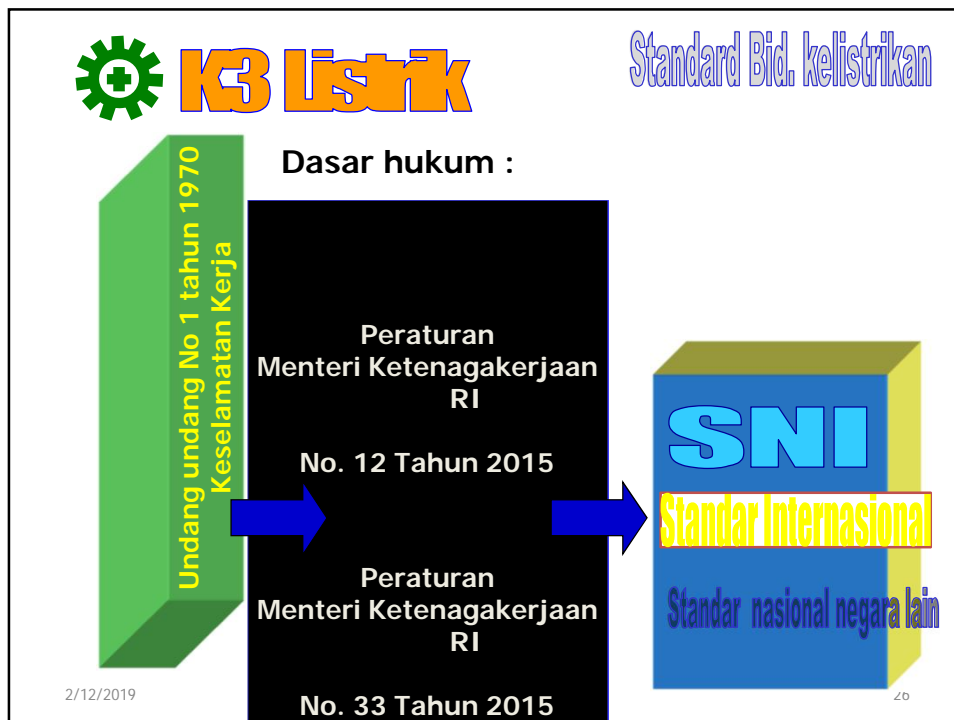 K3 Listrik
Standard Bid. kelistrikan
Dasar hukum :
Undang undang No 1 tahun 1970
Keselamatan Kerja
Peraturan
Menteri Ketenagakerjaan
RI
No. 12 Tahun 2015
Peraturan
Menteri Ketenagakerjaan
RI
No. 33 Tahun 2015
SNI
Standar Internasional
Standar nasional negara lain
2/12/2019
26